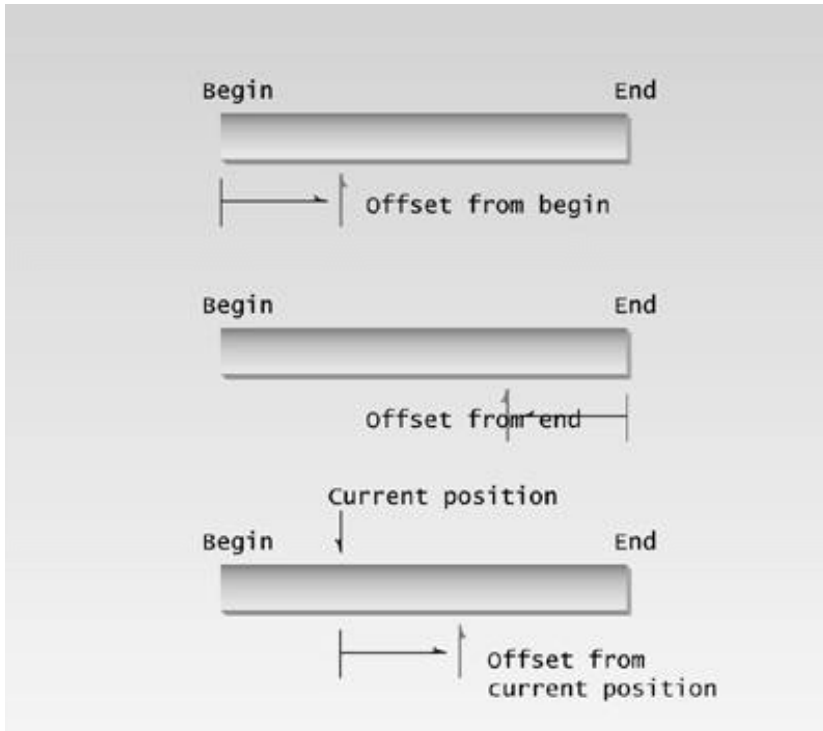 Begin End
Offset from begin
Begin End
Offset from end
Current position
Begin End
Offset from
current position